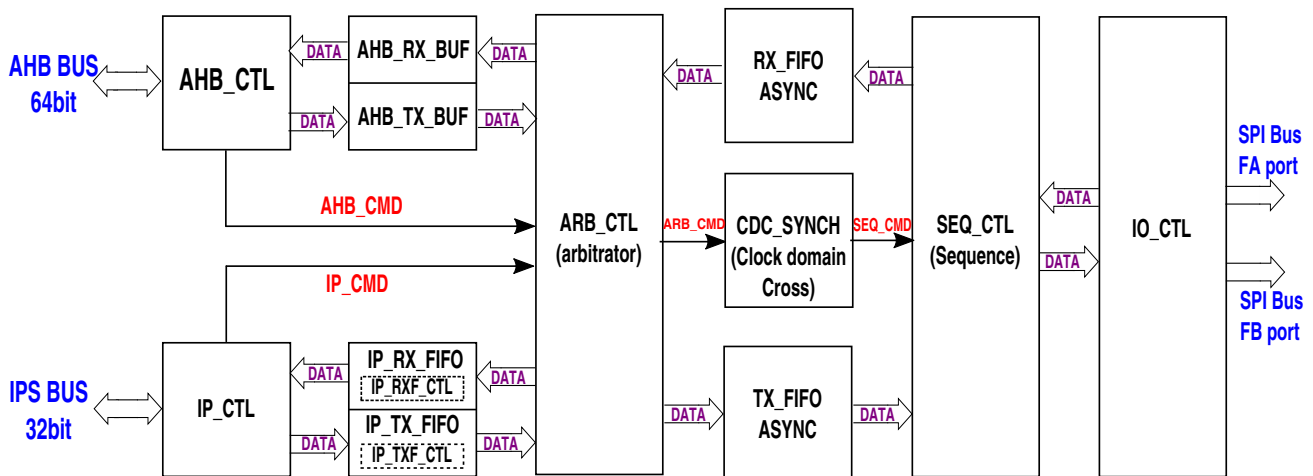 AHB BUS
64bit
AHB_CTL
DATA
DATA
AHB_RX_BUF
AHB_TX_BUF
DATA
DATA
AHB_CMD
IP_CMD
IPS BUS
32bit
IP_CTL
DATA
DATA
IP_RX_FIFO
IP_RXF_CTL
IP_TX_FIFO
IP_TXF_CTL
DATA
DATA
ARB_CTL
(arbitrator)
DATA
RX_FIFO
ASYNC
DATA
ARB_CMD
CDC_SYNCH
(Clock domain
Cross)
SEQ_CMD
DATA
TX_FIFO
ASYNC
DATA
SEQ_CTL
(Sequence)
DATA
DATA
IO_CTL
SPI Bus
FA port
SPI Bus
FB port